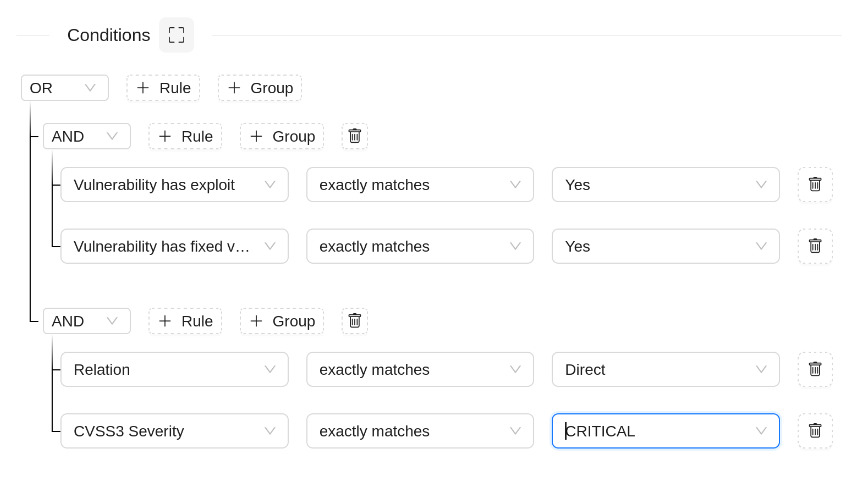 Conditions
OR Rule Group
AND Rule Group
Vulnerability has exploit exactly matches Yes
Vulnerability has fixed v... exactly matches Yes
AND Rule Group
Relation exactly matches Direct
CVSS3 Severity exactly matches CRITICAL